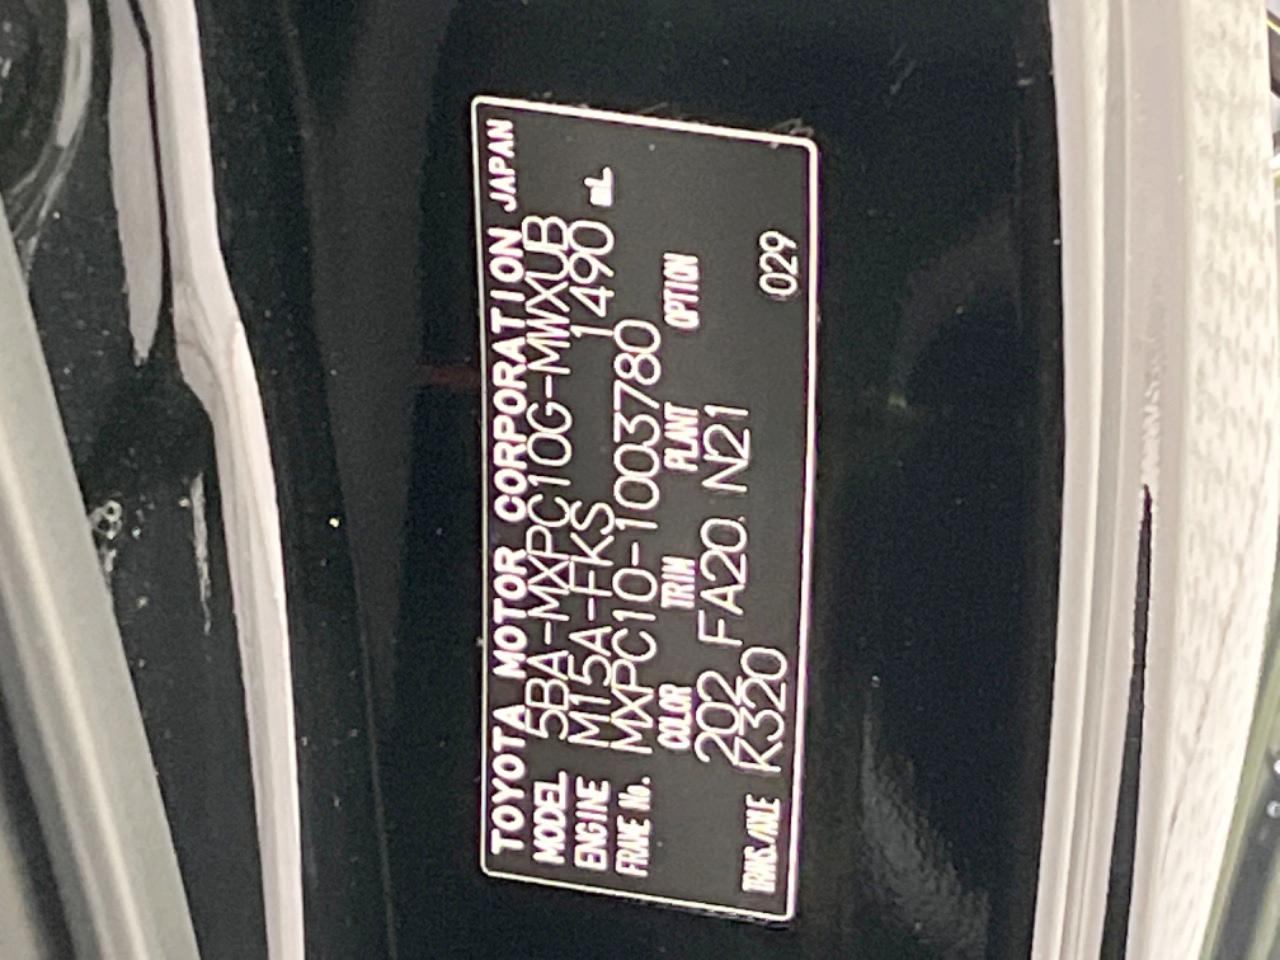 TOYOTA MOTOR CORPORATION JAPAN
MODEL 5BA-MXPC10G-MWXUB
ENGINE M15A-FKS 1490 mL
FRAME No. MXPC10-1003780
COLOR TRIM PLANT OPTION
202 FA20 N21
TRANS./AXLE K320 029